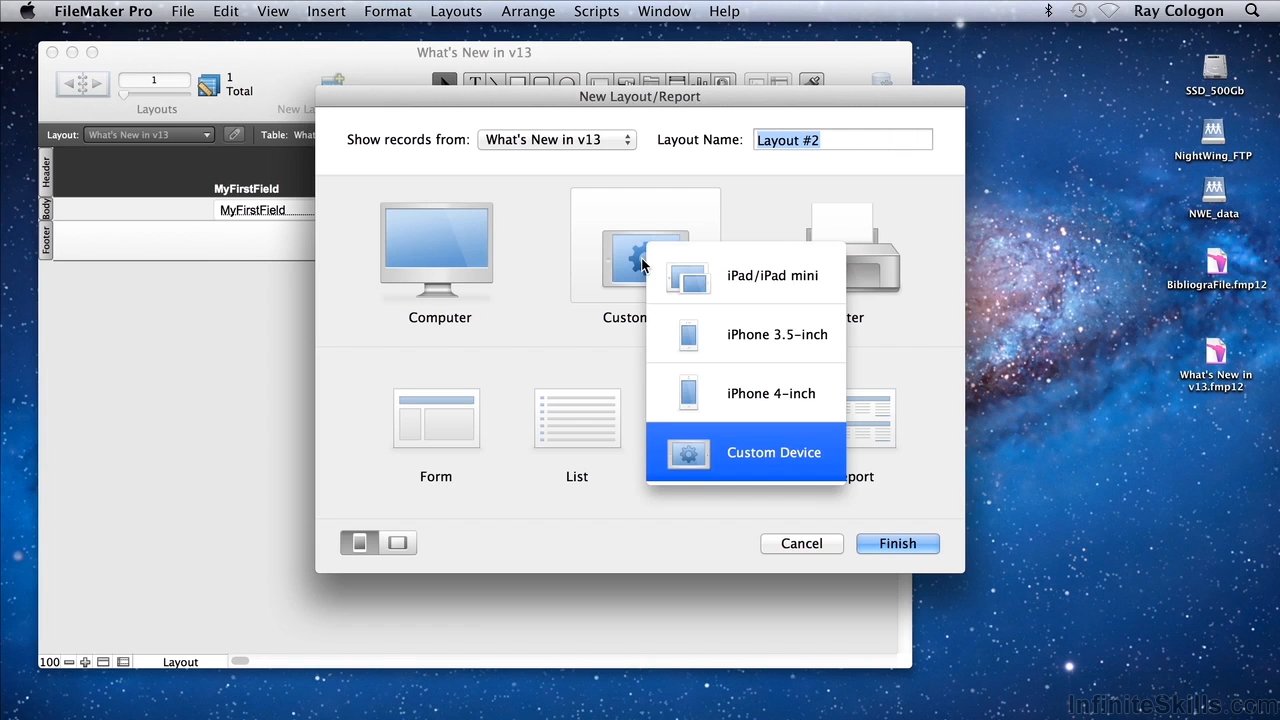 FileMaker Pro File Edit View Insert Format Layouts Arrange Scripts Window Help Ray Cologon
What's New in v13
1
1
Total
Layouts
New La
Layout: What's New in v13 Table: What
Header
MyFirstField
Body
MyFirstField
Footer
100
Layout
New Layout/Report
Show records from: What's New in v13 Layout Name: Layout #2
Computer
Custom
ter
iPad/iPad mini
iPhone 3.5-inch
iPhone 4-inch
Custom Device
Form
List
port
Cancel
Finish
SSD_500Gb
NightWing_FTP
NWE_data
BibliograFile.fmp12
What's New in
v13.fmp12
InfiniteSkills.com